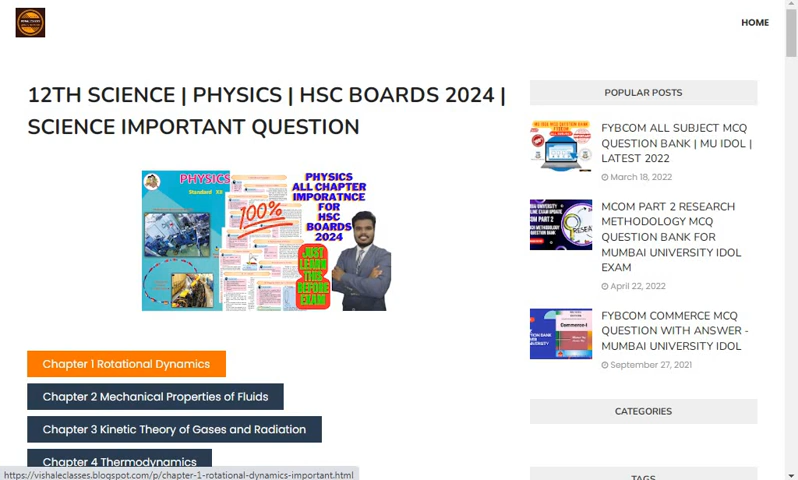 HOME
12TH SCIENCE | PHYSICS | HSC BOARDS 2024 |
SCIENCE IMPORTANT QUESTION
PHYSICS
Standard XII
100%
PHYSICS
ALL CHAPTER
IMPORATNCE
FOR
HSC
BOARDS
2024
JUST
LEARN
THIS
BEFORE
EXAM
Chapter 1 Rotational Dynamics
Chapter 2 Mechanical Properties of Fluids
Chapter 3 Kinetic Theory of Gases and Radiation
Chapter 4 Thermodynamics
POPULAR POSTS
FYBCOM ALL SUBJECT MCQ
QUESTION BANK | MU IDOL |
LATEST 2022
March 18, 2022
MCOM PART 2 RESEARCH
METHODOLOGY MCQ
QUESTION BANK FOR
MUMBAI UNIVERSITY IDOL
EXAM
April 22, 2022
FYBCOM COMMERCE MCQ
QUESTION WITH ANSWER -
MUMBAI UNIVERSITY IDOL
September 27, 2021
CATEGORIES
TAGS
https://vishaleclasses.blogspot.com/p/chapter-1-rotational-dynamics-important.html